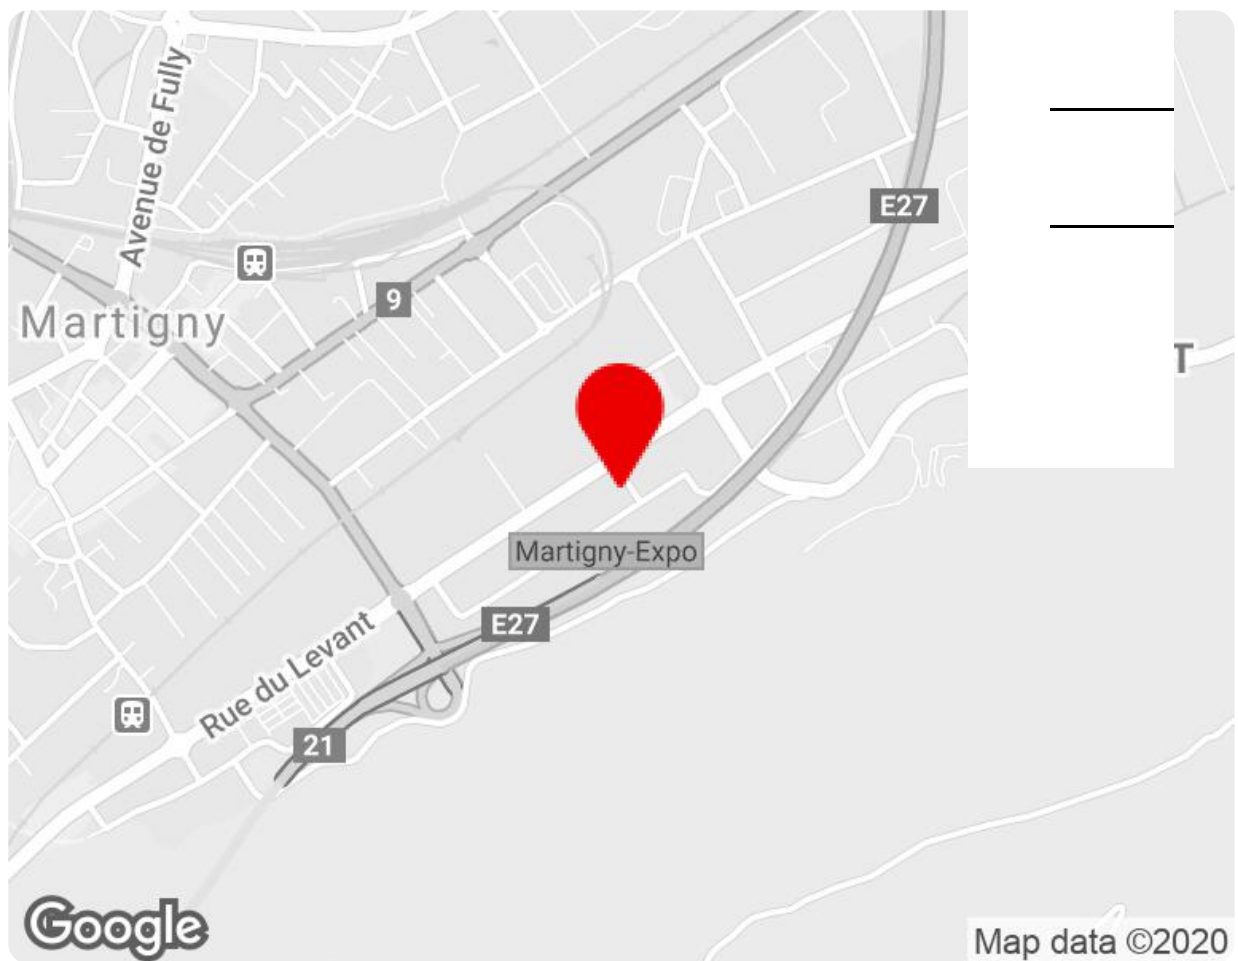 Avenue de Fully
E27
9
Martigny
T
Martigny-Expo
E27
Rue du Levant
21
Google
Map data ©2020